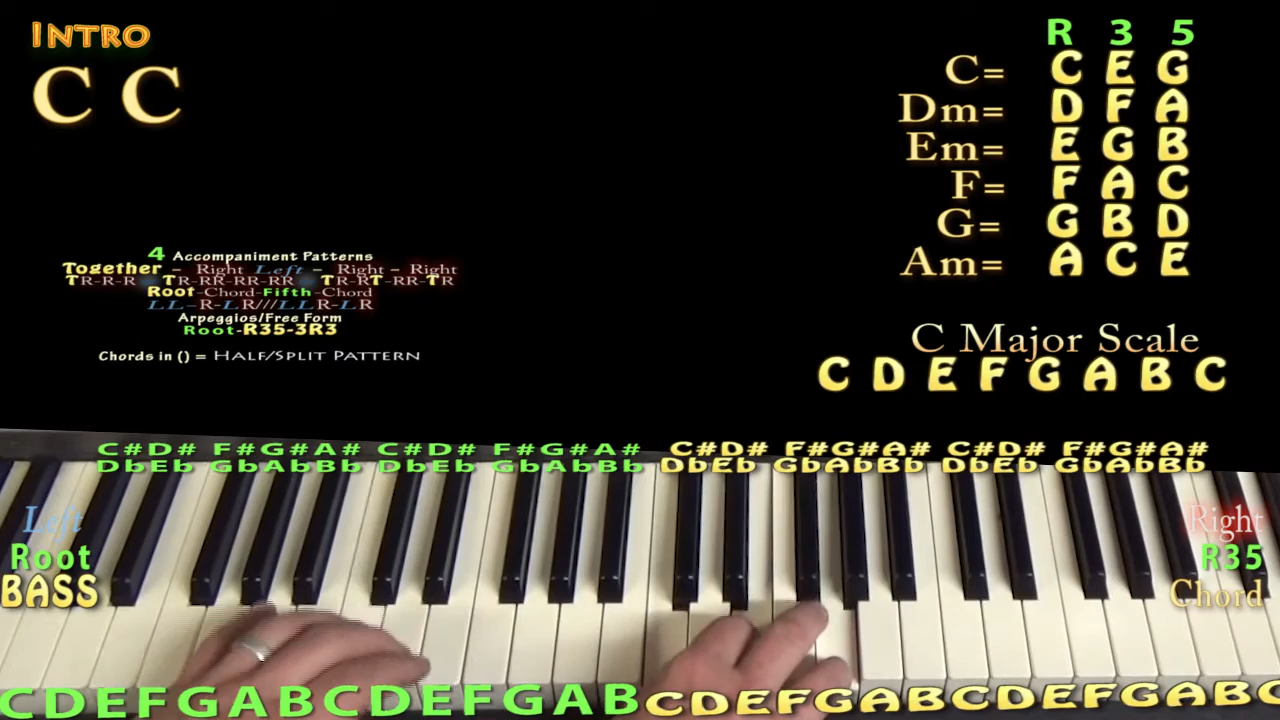 INTRO
C C
R 3 5
C= C E G
Dm= D F A
Em= E G B
F= F A C
G= G B D
Am= A C E
4 Accompaniment Patterns
Together - Right Left - Right - Right
TR-R-R TR-RR-RR-RR TR-RT-RR-TR
Root-Chord-Fifth-Chord
LL-R-LR///LLR-LR
Arpeggios/Free Form
Root-R35-3R3
Chords in () = HALF/SPLIT PATTERN
C Major Scale
C D E F G A B C
C#D# F#G#A# C#D# F#G#A# C#D# F#G#A# C#D# F#G#A#
DbEb GbAbBb DbEb GbAbBb DbEb GbAbBb DbEb GbAbBb
Left
Root
BASS
Right
R35
Chord
CDEFGABCDEFGABCDEFGABCDEFGABC